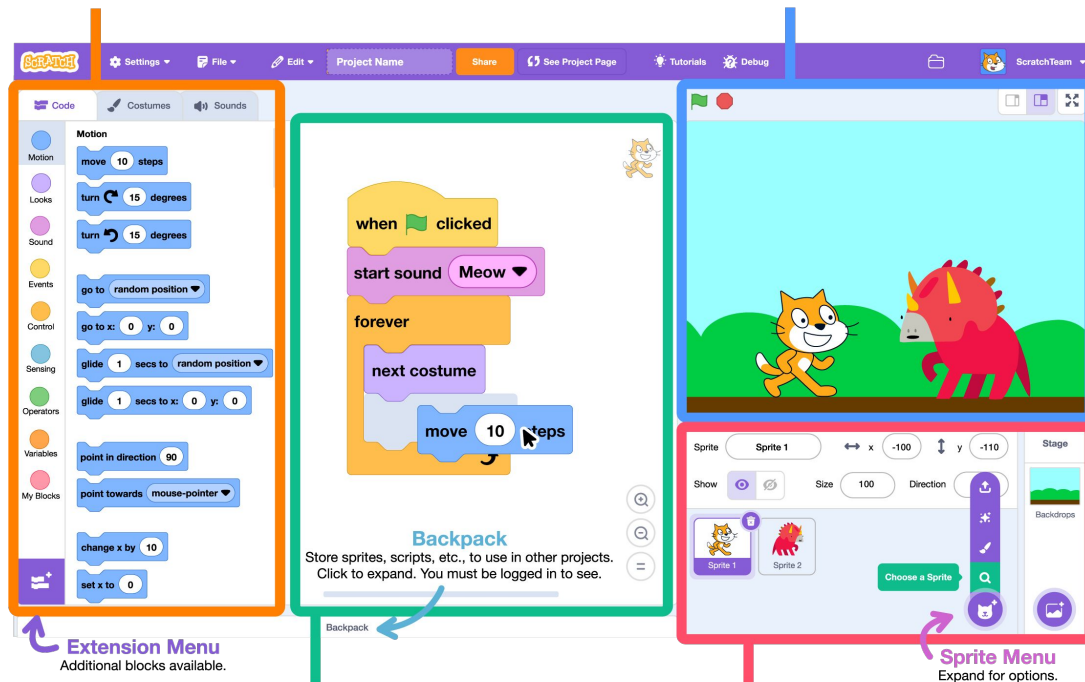 SCRATCH
Settings
File
Edit
Project Name
Share
See Project Page
Tutorials
Debug
ScratchTeam
Code
Costumes
Sounds
Motion
Looks
Sound
Events
Control
Sensing
Operators
Variables
My Blocks
Motion
move 10 steps
turn 15 degrees
turn 15 degrees
go to random position
go to x: 0 y: 0
glide 1 secs to random position
glide 1 secs to x: 0 y: 0
point in direction 90
point towards mouse-pointer
change x by 10
set x to 0
when clicked
start sound Meow
forever
next costume
move 10 steps
Backpack
Store sprites, scripts, etc., to use in other projects.
Click to expand. You must be logged in to see.
Backpack
Sprite Sprite 1 x -100 y -110
Show Size 100 Direction
Sprite 1
Sprite 2
Choose a Sprite
Stage
Backdrops
Extension Menu
Additional blocks available.
Sprite Menu
Expand for options.